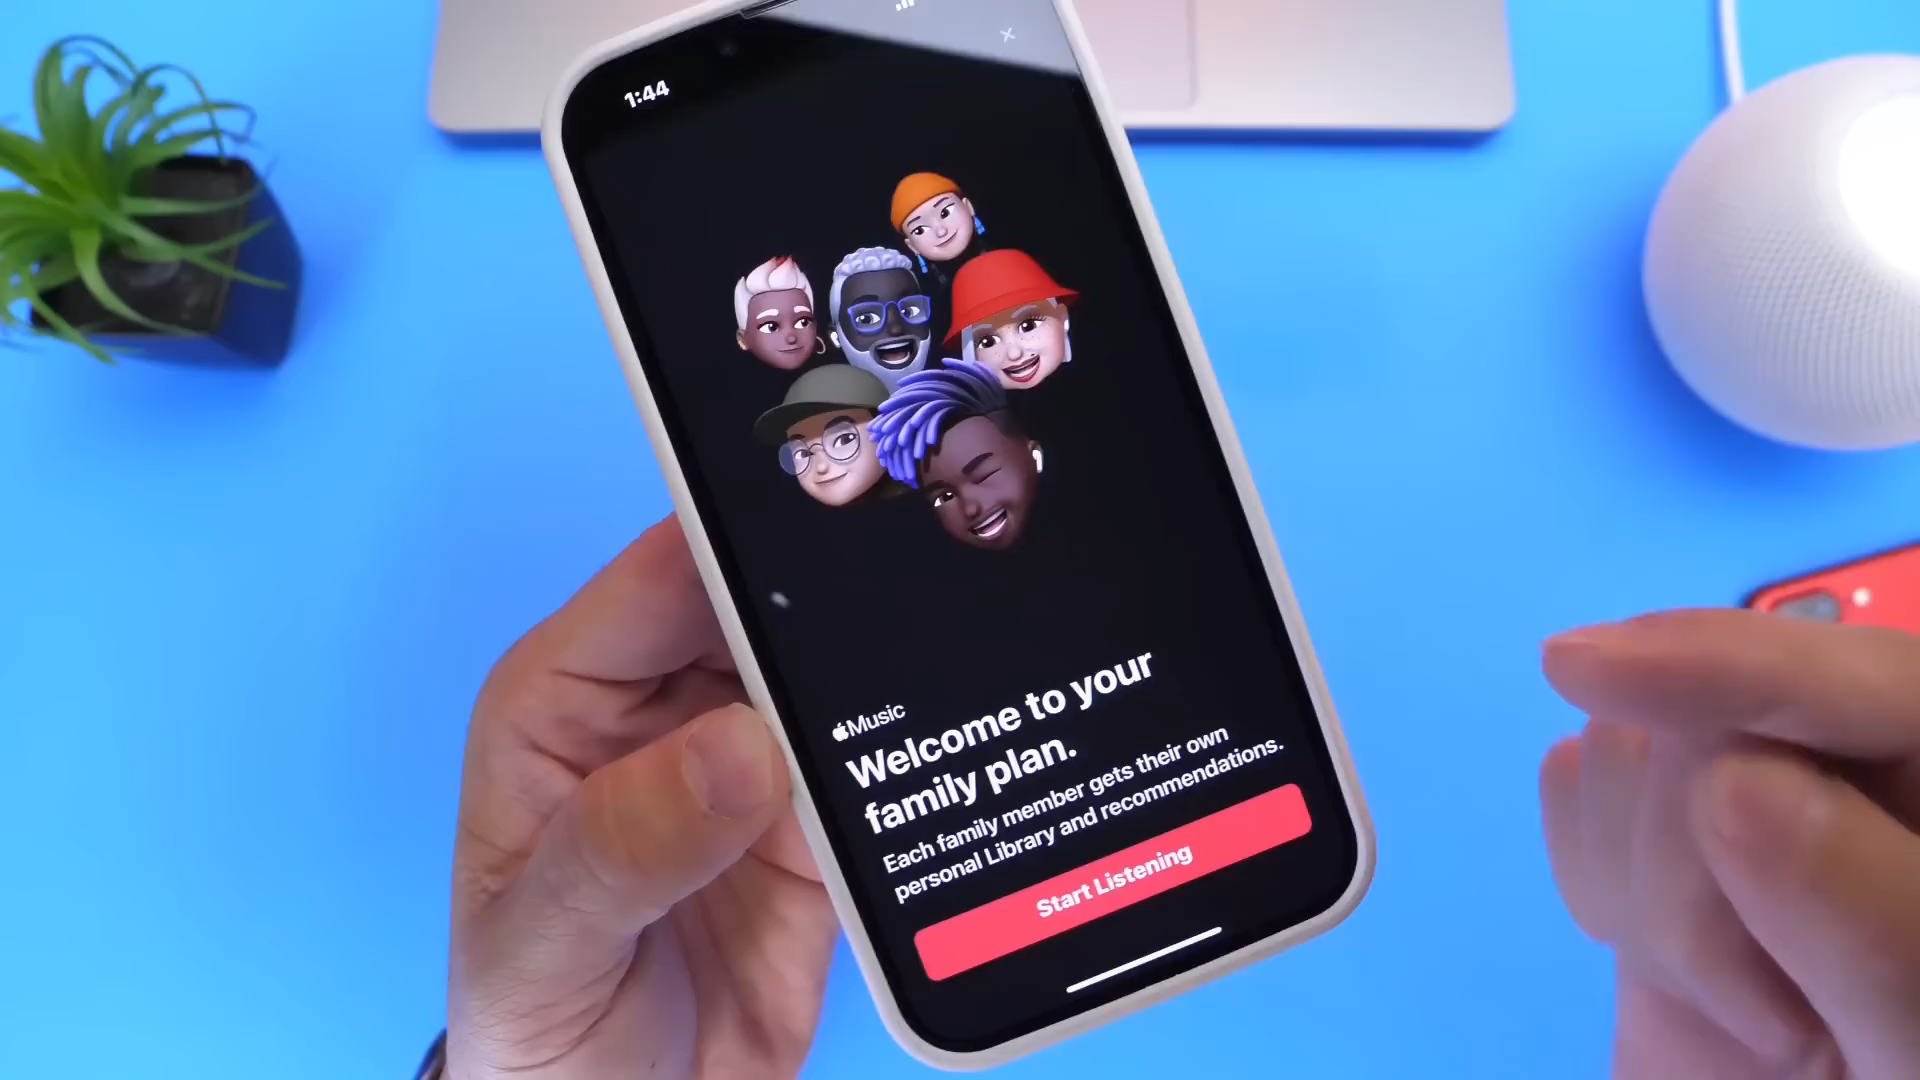 1:44
Music
Welcome to your
family plan.
Each family member gets their own
personal Library and recommendations.
Start Listening